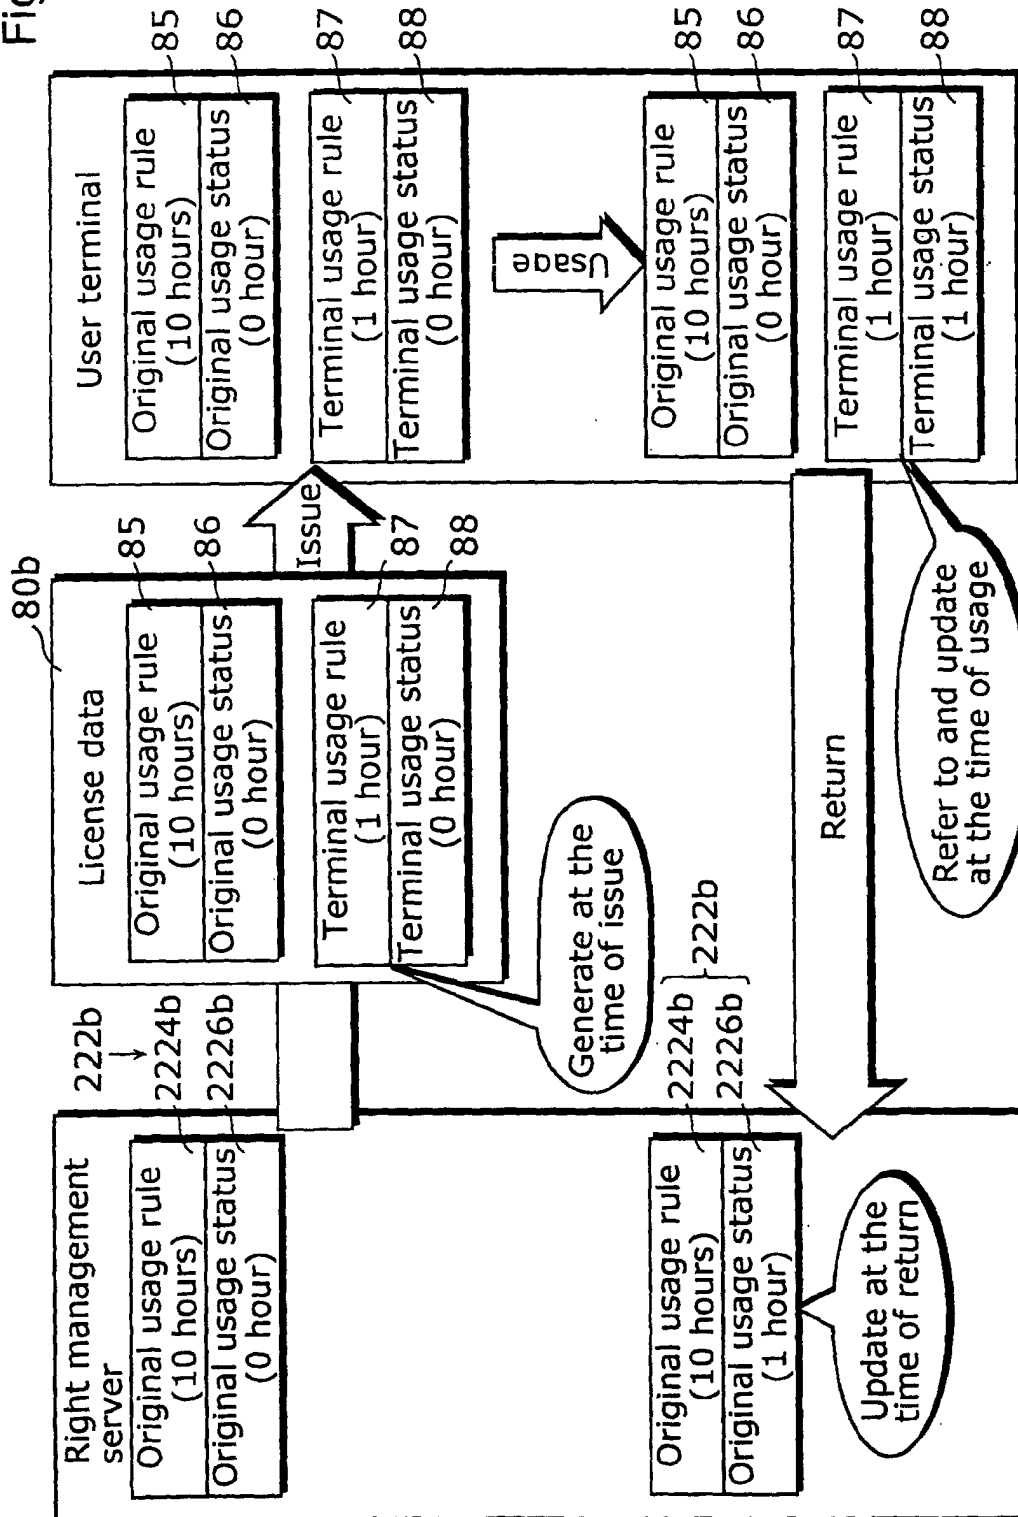 Fig
Right management
server
Original usage rule
(10 hours)
Original usage status
(0 hour)
222b
2224b
2226b
80b
License data
Original usage rule
(10 hours)
Original usage status
(0 hour)
Terminal usage rule
(1 hour)
Terminal usage status
(0 hour)
85
86
87
88
Generate at the
time of issue
Issue
User terminal
Original usage rule
(10 hours)
Original usage status
(0 hour)
Terminal usage rule
(1 hour)
Terminal usage status
(0 hour)
85
86
87
88
Usage
Original usage rule
(10 hours)
Original usage status
(0 hour)
Terminal usage rule
(1 hour)
Terminal usage status
(1 hour)
85
86
87
88
Refer to and update
at the time of usage
Return
Original usage rule
(10 hours)
Original usage status
(1 hour)
2224b
2226b
222b
Update at the
time of return